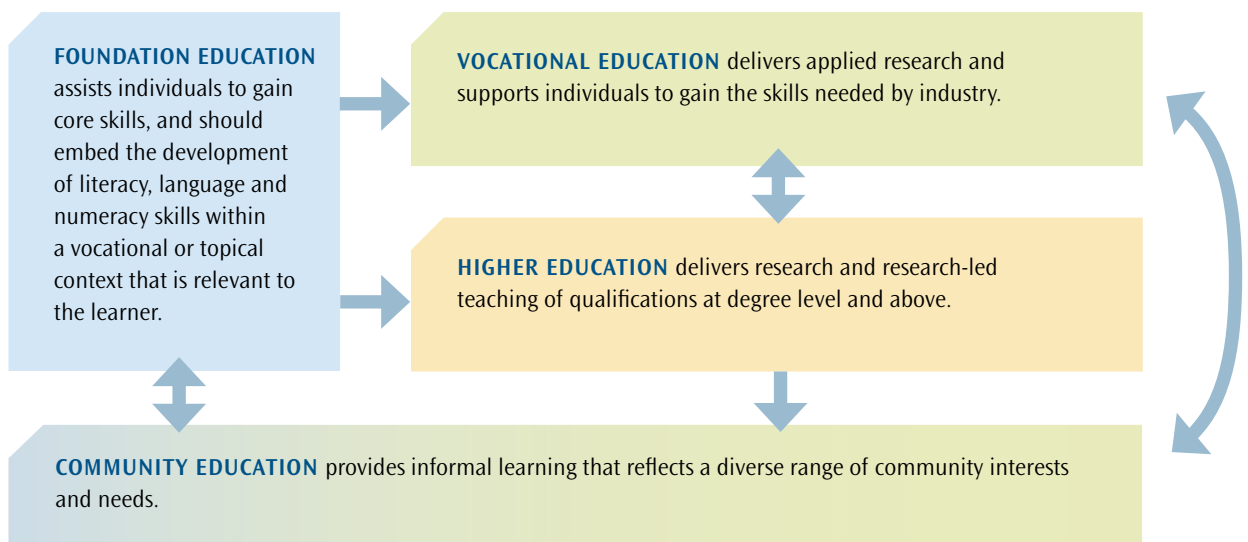 FOUNDATION EDUCATION
assists individuals to gain
core skills, and should
embed the development
of literacy, language and
numeracy skills within
a vocational or topical
context that is relevant to
the learner.
VOCATIONAL EDUCATION delivers applied research and
supports individuals to gain the skills needed by industry.
HIGHER EDUCATION delivers research and research-led
teaching of qualifications at degree level and above.
COMMUNITY EDUCATION provides informal learning that reflects a diverse range of community interests
and needs.